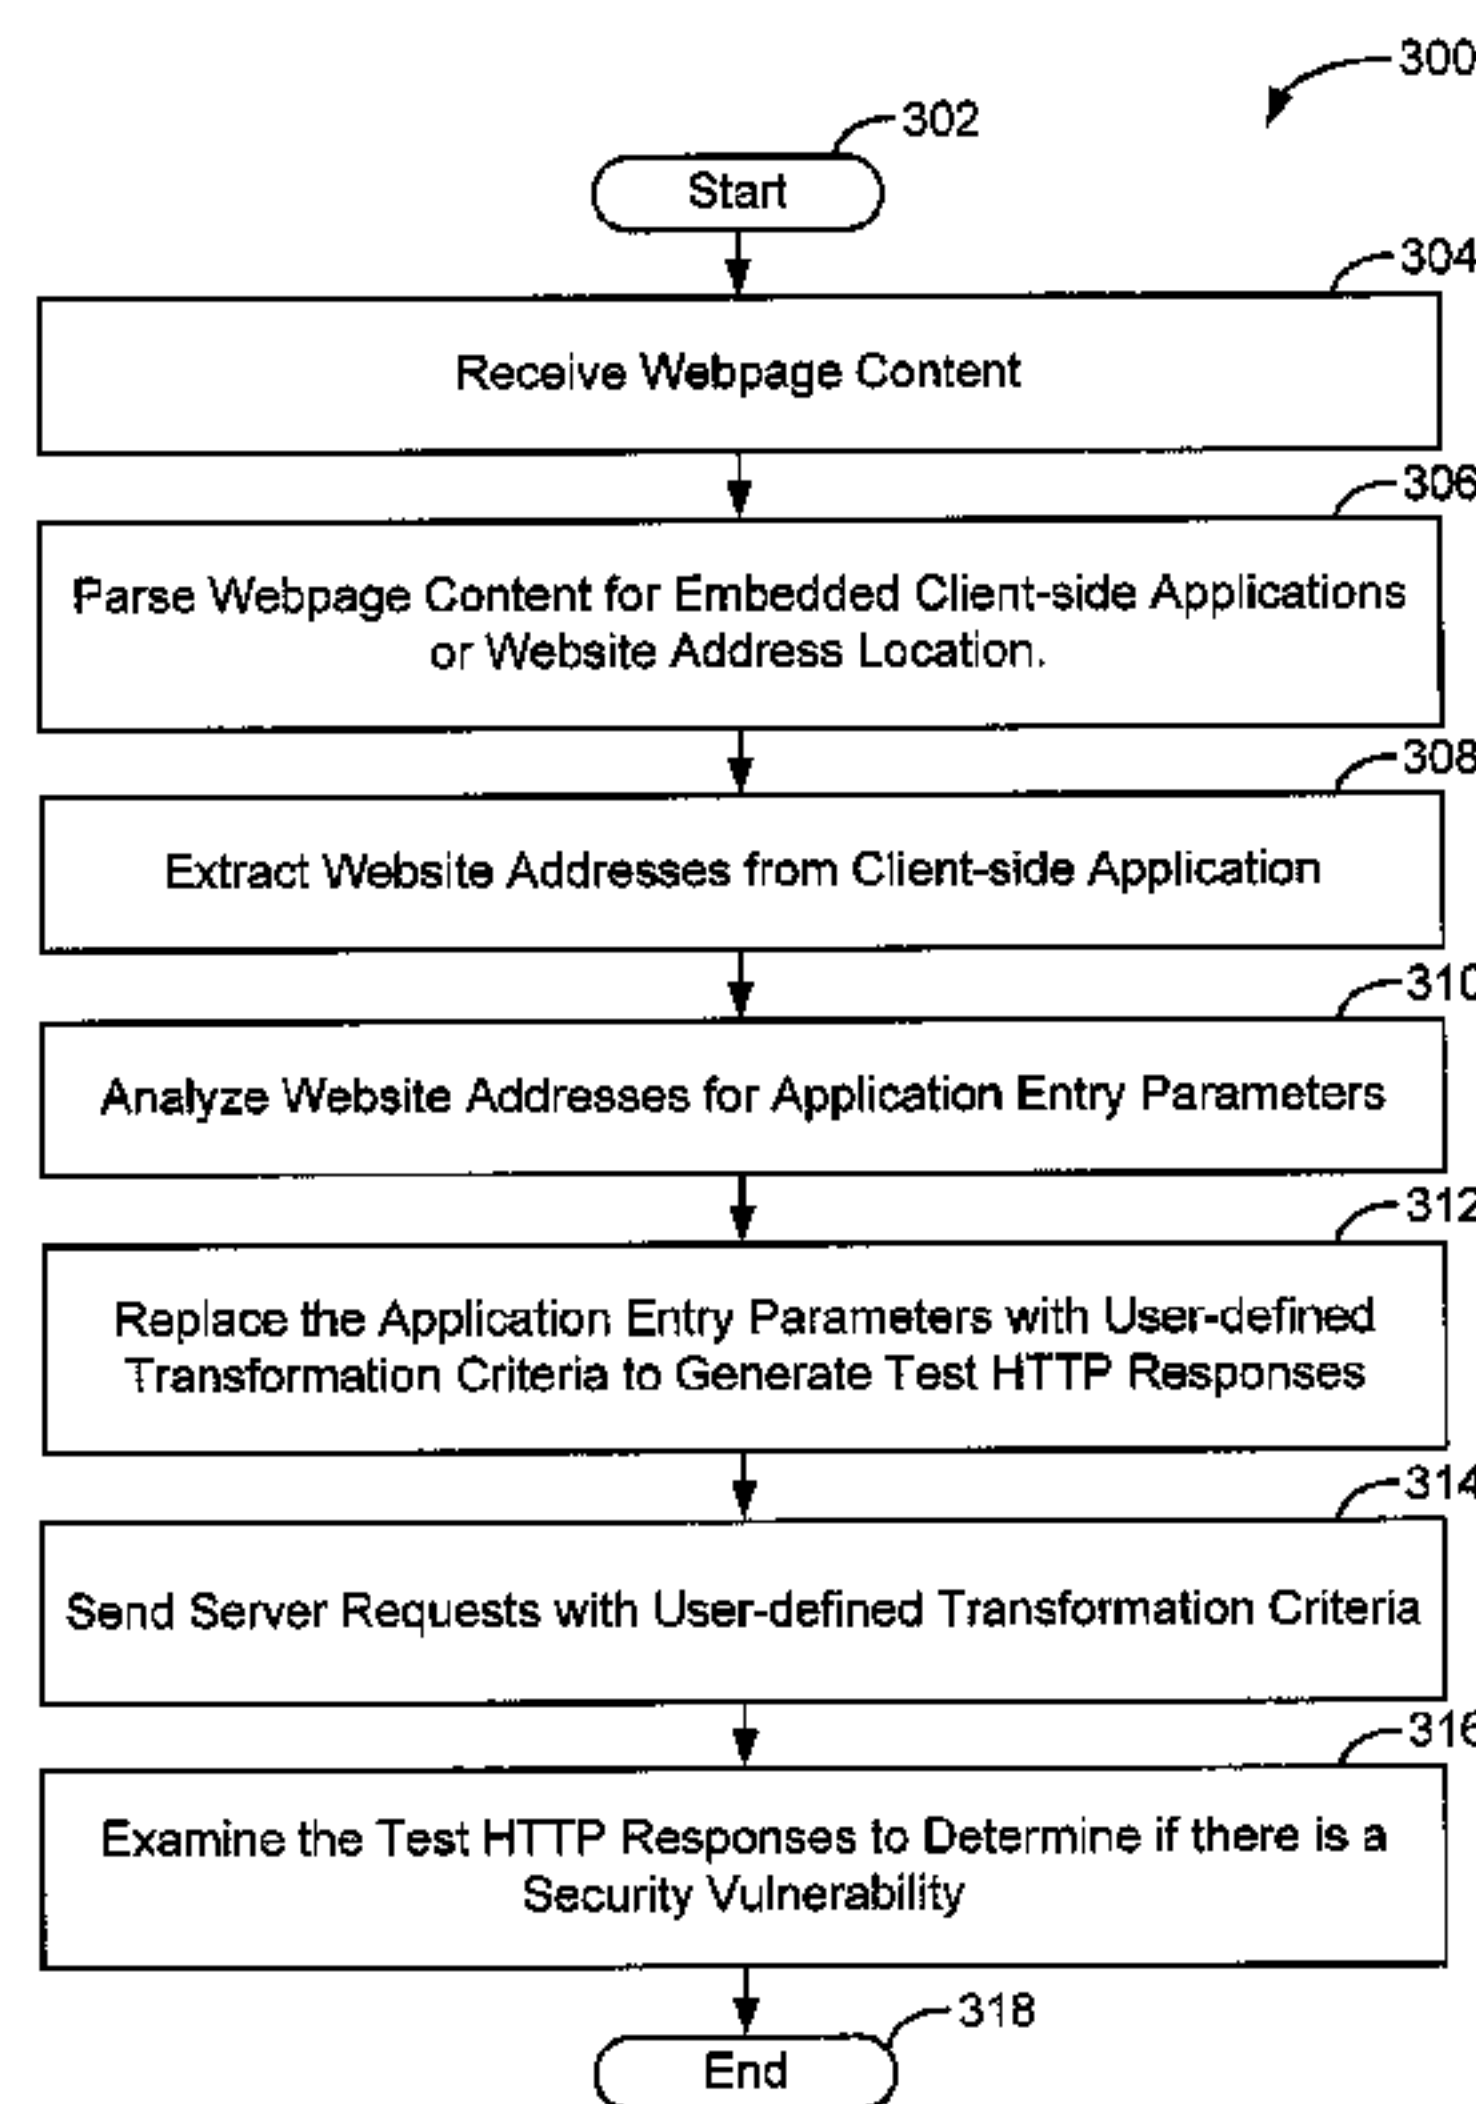 300
302
Start
304
Receive Webpage Content
306
Parse Webpage Content for Embedded Client-side Applications
or Website Address Location.
308
Extract Website Addresses from Client-side Application
310
Analyze Website Addresses for Application Entry Parameters
312
Replace the Application Entry Parameters with User-defined
Transformation Criteria to Generate Test HTTP Responses
314
Send Server Requests with User-defined Transformation Criteria
316
Examine the Test HTTP Responses to Determine if there is a
Security Vulnerability
318
End